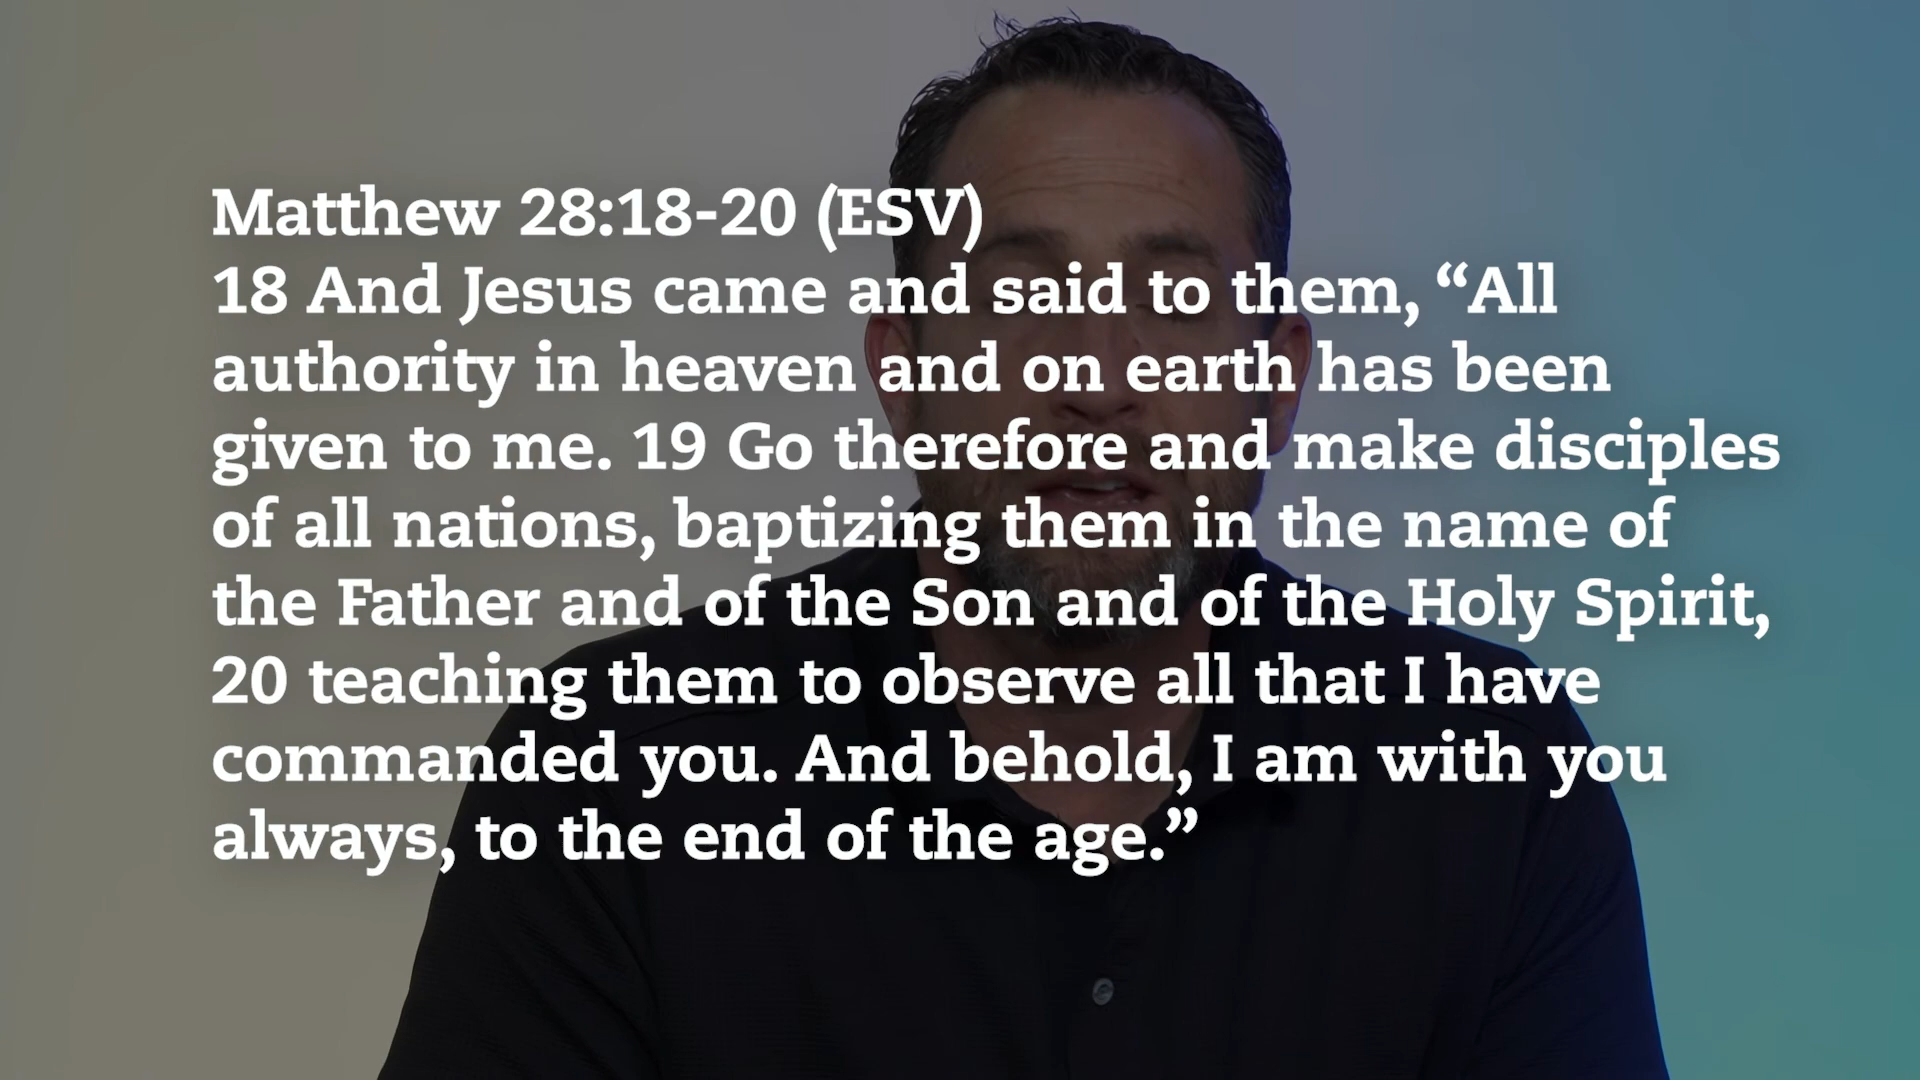 Matthew 28:18-20 (ESV)
18 And Jesus came and said to them, “All
authority in heaven and on earth has been
given to me. 19 Go therefore and make disciples
of all nations, baptizing them in the name of
the Father and of the Son and of the Holy Spirit,
20 teaching them to observe all that I have
commanded you. And behold, I am with you
always, to the end of the age.”